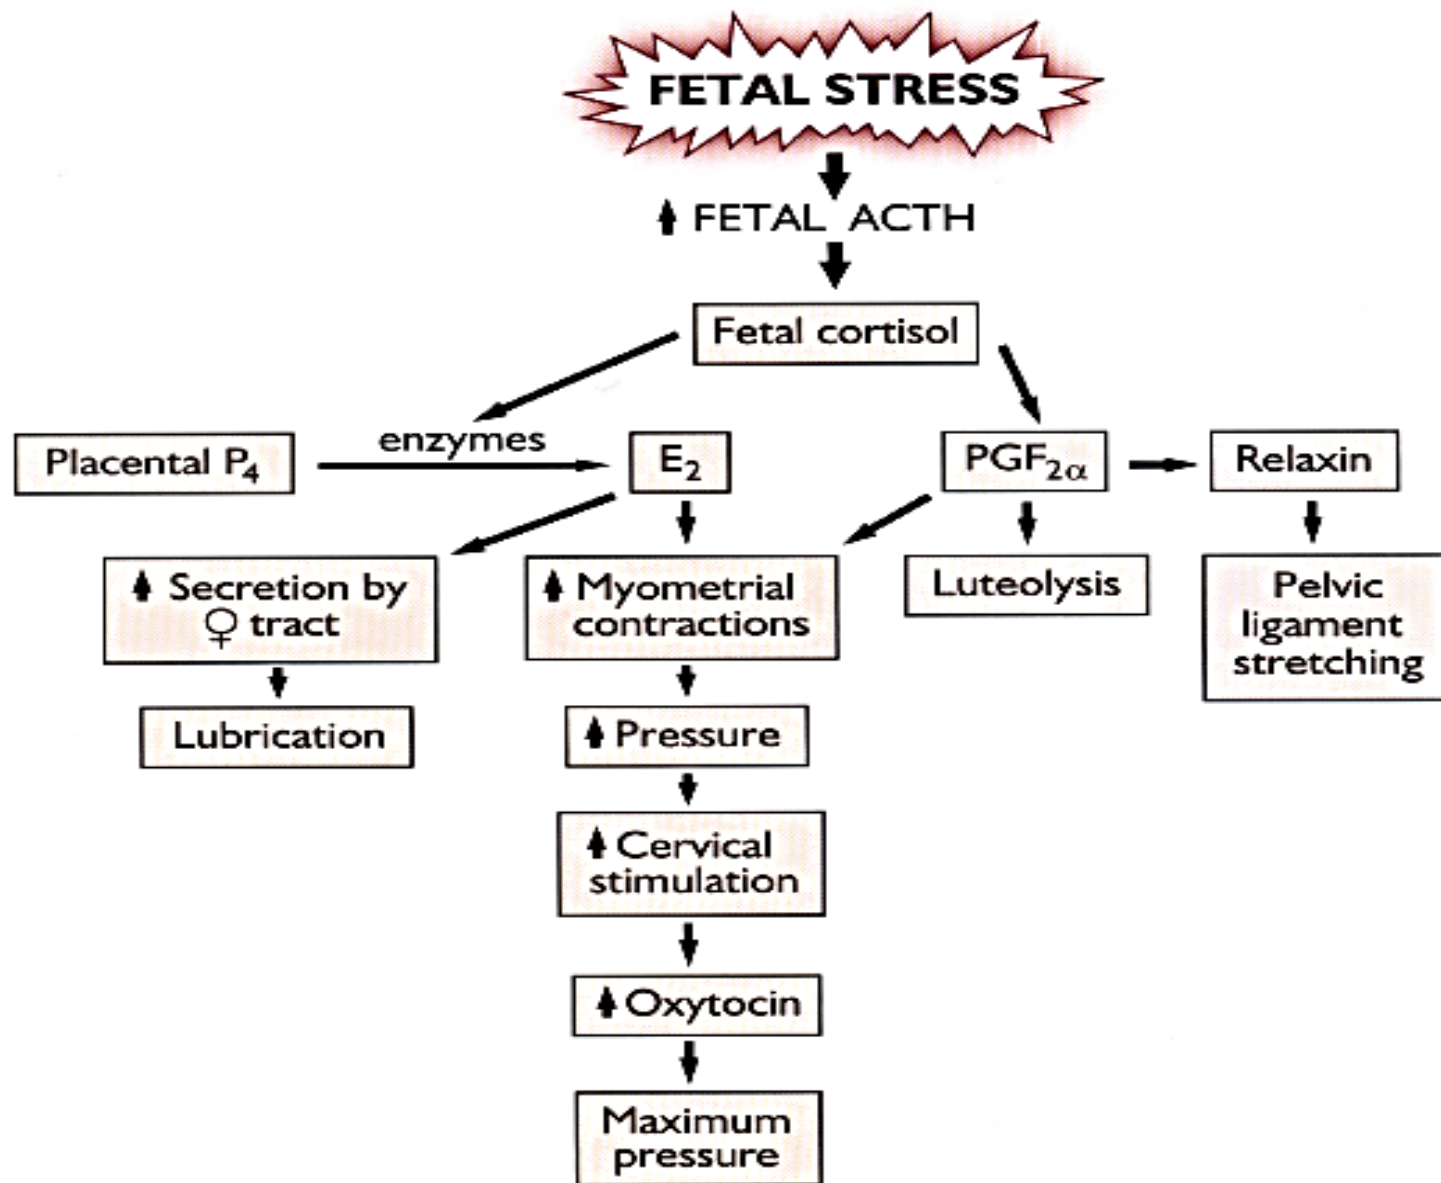 FETAL STRESS
⬆ FETAL ACTH
Fetal cortisol
enzymes
Placental P₄
E₂
PGF₂α
Relaxin
⬆ Secretion by
♀ tract
⬆ Myometrial
contractions
Luteolysis
Pelvic
ligament
stretching
Lubrication
⬆ Pressure
⬆ Cervical
stimulation
⬆ Oxytocin
Maximum
pressure